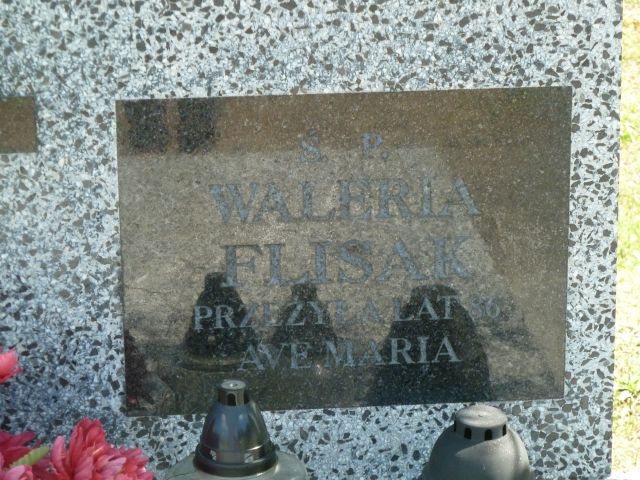 Ś. P.
WALERIA
FLISAK
PRZEŻYŁA LAT 86
AVE MARIA